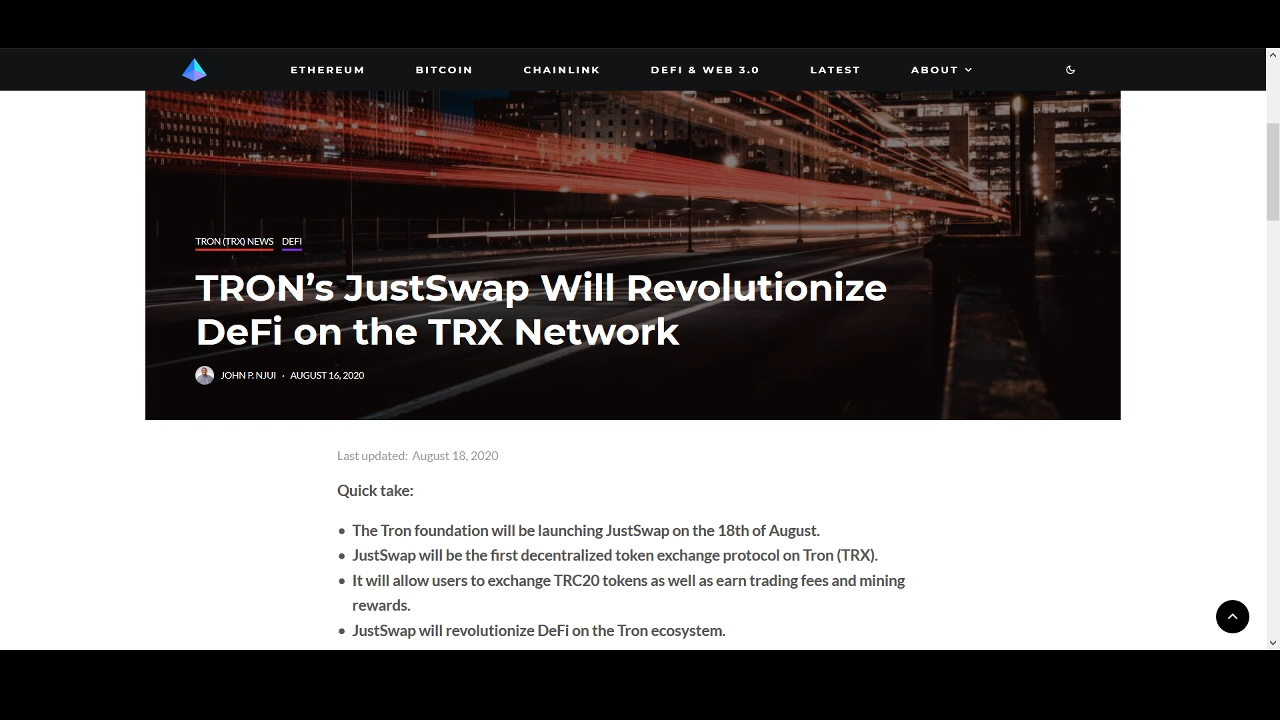 ETHEREUM BITCOIN CHAINLINK DEFI & WEB 3.0 LATEST ABOUT
TRON (TRX) NEWS DEFI
TRON’s JustSwap Will Revolutionize
DeFi on the TRX Network
JOHN P. NJUI · AUGUST 16, 2020
Last updated: August 18, 2020
Quick take:
• The Tron foundation will be launching JustSwap on the 18th of August.
• JustSwap will be the first decentralized token exchange protocol on Tron (TRX).
• It will allow users to exchange TRC20 tokens as well as earn trading fees and mining
rewards.
• JustSwap will revolutionize DeFi on the Tron ecosystem.